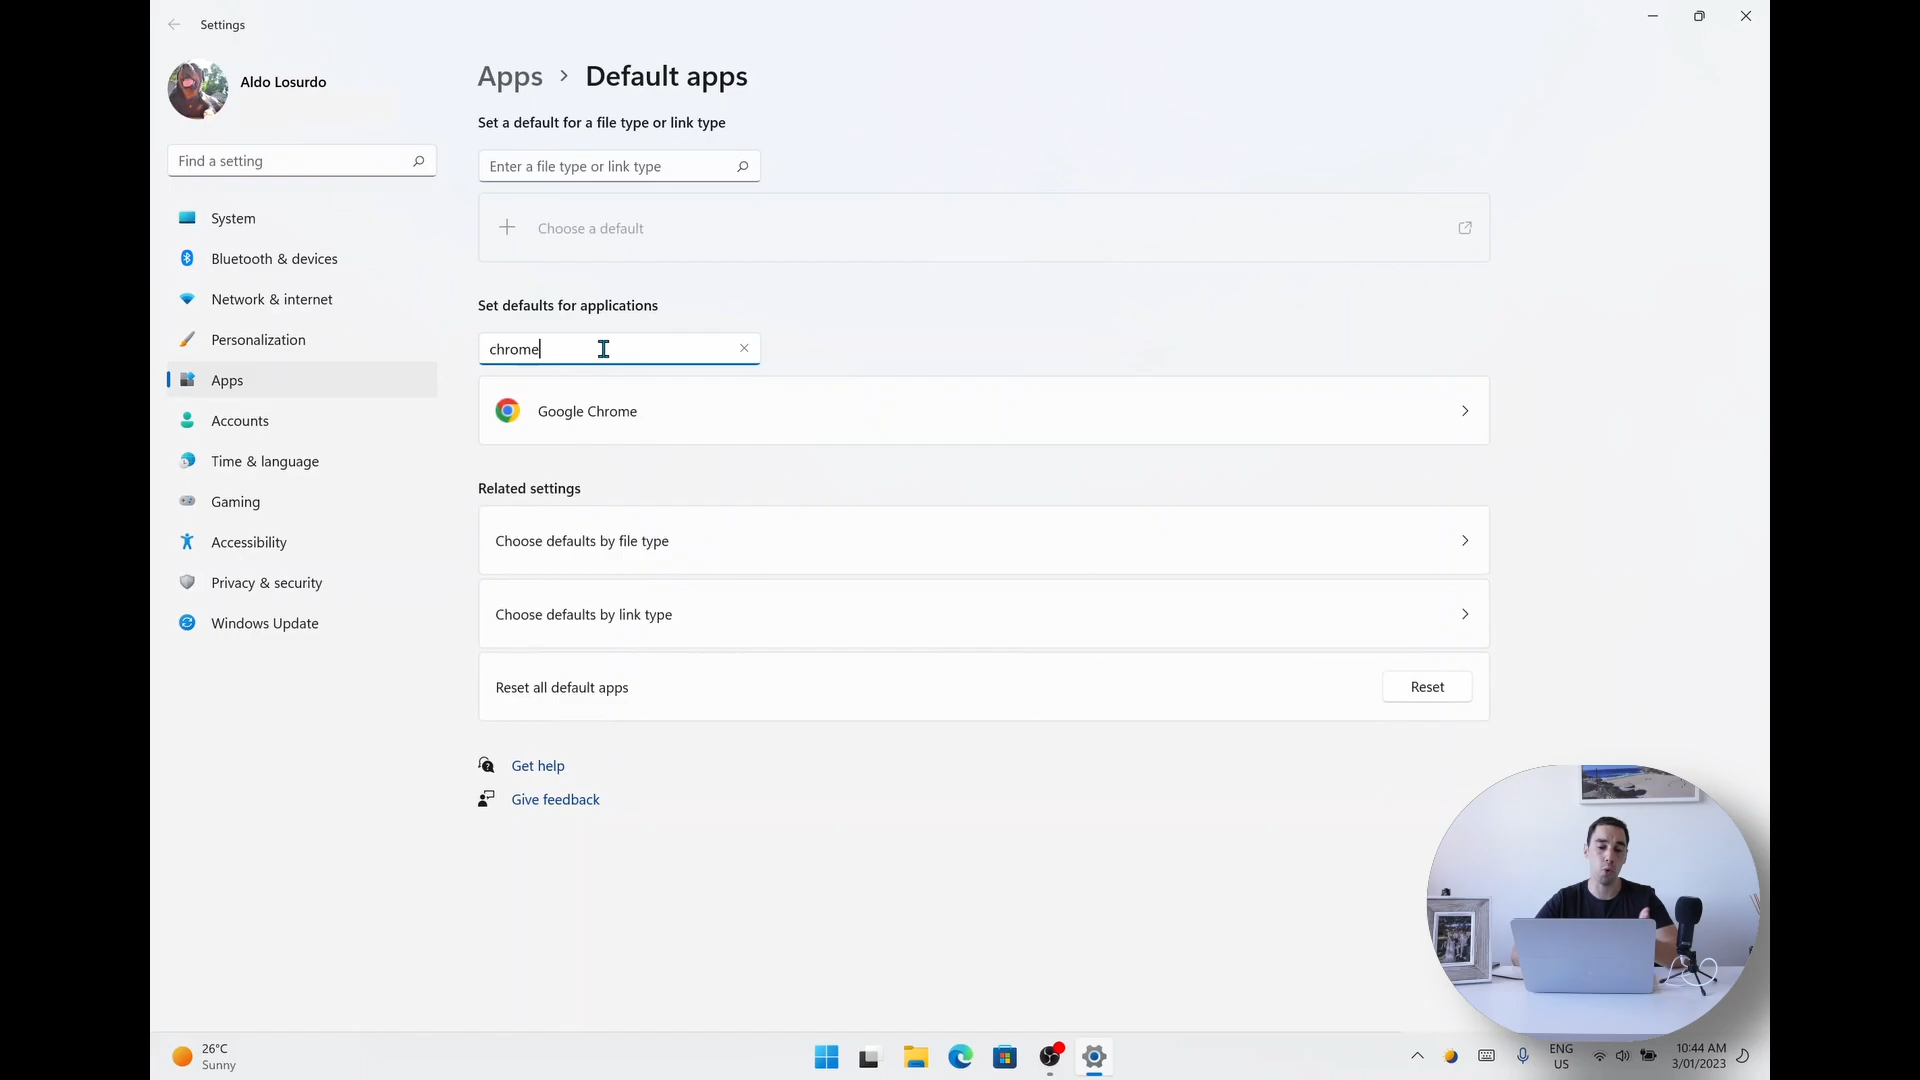 Settings
Aldo Losurdo
Find a setting
System
Bluetooth & devices
Network & internet
Personalization
Apps
Accounts
Time & language
Gaming
Accessibility
Privacy & security
Windows Update
Apps > Default apps
Set a default for a file type or link type
Enter a file type or link type
Choose a default
Set defaults for applications
chrome
Google Chrome
Related settings
Choose defaults by file type
Choose defaults by link type
Reset all default apps
Reset
Get help
Give feedback
26°C
Sunny
ENG
US
10:44 AM
3/01/2023